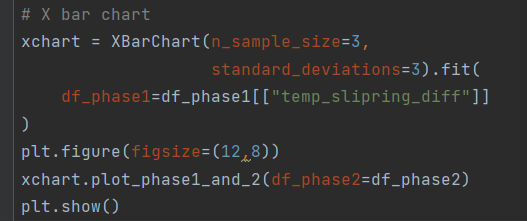 # X bar chart
xchart = XBarChart(n_sample_size=3,
                   standard_deviations=3).fit(
    df_phase1=df_phase1[["temp_slipring_diff"]]
)
plt.figure(figsize=(12,8))
xchart.plot_phase1_and_2(df_phase2=df_phase2)
plt.show()